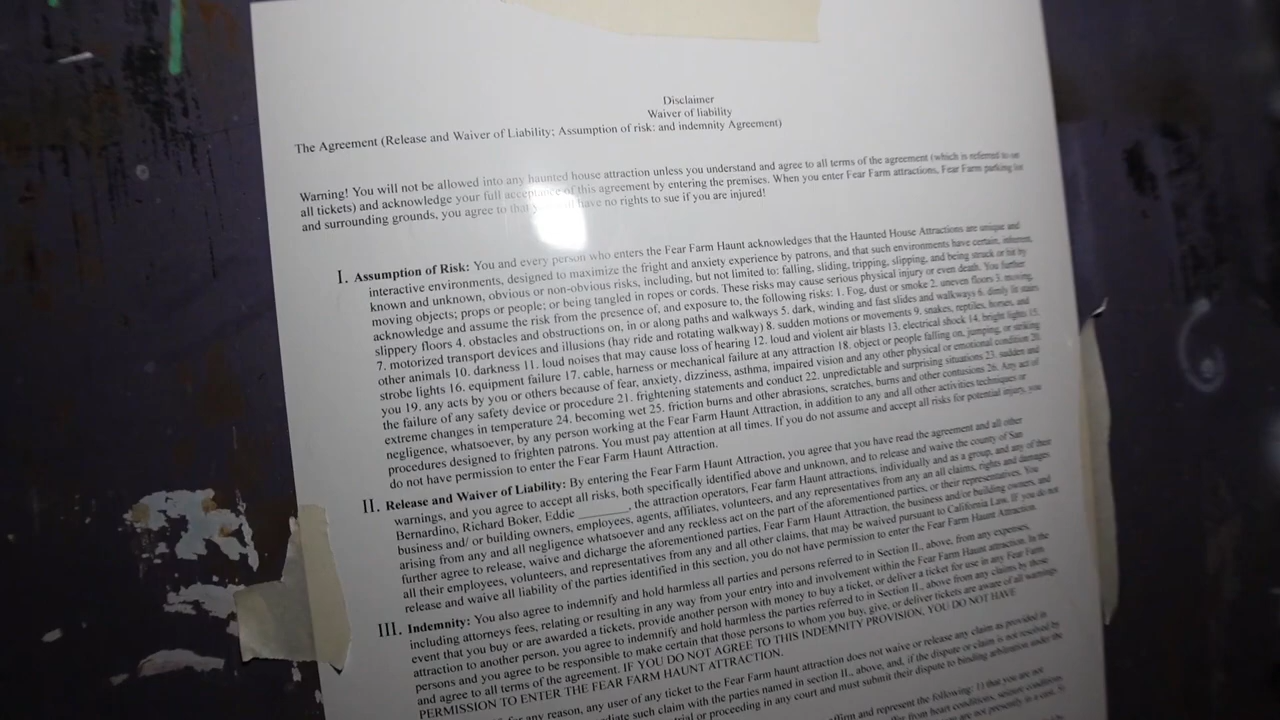 Disclaimer
Waiver of liability
The Agreement (Release and Waiver of Liability: Assumption of risk: and indemnity Agreement)
Warning! You will not be allowed into any haunted house attraction unless you understand and agree to all terms of the agreement (which is referred to on
all tickets) and acknowledge your full acceptance of this agreement by entering the premises. When you enter Fear Farm attractions, Fear Farm parking lot
and surrounding grounds, you agree to that you will have no rights to sue if you are injured!
I. Assumption of Risk: You and every person who enters the Fear Farm Haunt acknowledges that the Haunted House Attractions are unique and
interactive environments, designed to maximize the fright and anxiety experience by patrons, and that such environments have certain, inherent,
known and unknown, obvious or non-obvious risks, including, but not limited to: falling, sliding, tripping, slipping, and being struck or hit by
moving objects; props or people; or being tangled in ropes or cords. These risks may cause serious physical injury or even death. You further
acknowledge and assume the risk from the presence of, and exposure to, the following risks: 1. Fog, dust or smoke 2. uneven floors 3. moving,
slippery floors 4. obstacles and obstructions on, in or along paths and walkways 5. dark, winding and fast slides and walkways 6. dimly lit stairs
7. motorized transport devices and illusions (hay ride and rotating walkway) 8. sudden motions or movements 9. snakes, reptiles, horses, and
other animals 10. darkness 11. loud noises that may cause loss of hearing 12. loud and violent air blasts 13. electrical shock 14. bright lights 15.
strobe lights 16. equipment failure 17. cable, harness or mechanical failure at any attraction 18. object or people falling on, jumping, or striking
you 19. any acts by you or others because of fear, anxiety, dizziness, asthma, impaired vision and any other physical or emotional condition 20.
the failure of any safety device or procedure 21. frightening statements and conduct 22. unpredictable and surprising situations 23. sudden and
extreme changes in temperature 24. becoming wet 25. friction burns and other abrasions, scratches, burns and other contusions 26. Any act of
negligence, whatsoever, by any person working at the Fear Farm Haunt Attraction, in addition to any and all other activities techniques or
procedures designed to frighten patrons. You must pay attention at all times. If you do not assume and accept all risks for potential injury, you
do not have permission to enter the Fear Farm Haunt Attraction.
II. Release and Waiver of Liability: By entering the Fear Farm Haunt Attraction, you agree that you have read the agreement and all other
warnings, and you agree to accept all risks, both specifically identified above and unknown, and to release and waive the county of San
Bernardino, Richard Boker, Eddie ________, the attraction operators, Fear farm Haunt attractions, individually and as a group, and any of their
business and/ or building owners, employees, agents, affiliates, volunteers, and any representatives from any an all claims, rights and damages
arising from any and all negligence whatsoever and any reckless act on the part of the aforementioned parties, or their representatives. You
further agree to release, waive and dicharge the aforementioned parties, Fear Farm Haunt Attraction, the business and/or building owners, and
all their employees, volunteers, and representatives from any and all other claims, that may be waived pursuant to California Law. IF you do not
release and waive all liability of the parties identified in this section, you do not have permission to enter the Fear Farm Haunt Attraction.
III. Indemnity: You also agree to indemnify and hold harmless all parties and persons referred to in Section II., above, from any expenses,
including attorneys fees, relating or resulting in any way from your entry into and involvement within the Fear Farm Haunt attraction. In the
event that you buy or are awarded a tickets, provide another person with money to buy a ticket, or deliver a ticket for use in any Fear Farm
attraction to another person, you agree to indemnify and hold harmless the parties referred to in Section II., above from any claims by those
persons and you agree to be responsible to make certain that those persons to whom you buy, give, or deliver tickets are aware of all warnings
and agree to all terms of the agreement. IF YOU DO NOT AGREE TO THIS INDEMNITY PROVISION, YOU DO NOT HAVE
PERMISSION TO ENTER THE FEAR FARM HAUNT ATTRACTION.
for any reason, any user of any ticket to the Fear Farm haunt attraction does not waive or release any claim as provided in
such claim with the parties named in section II., above, and, if the dispute or claim is not resolved by
trial or proceeding in any court and must submit their dispute to binding arbitration under the
affirm and represent the following: 1) that you are not
from heart conditions, seizure conditions